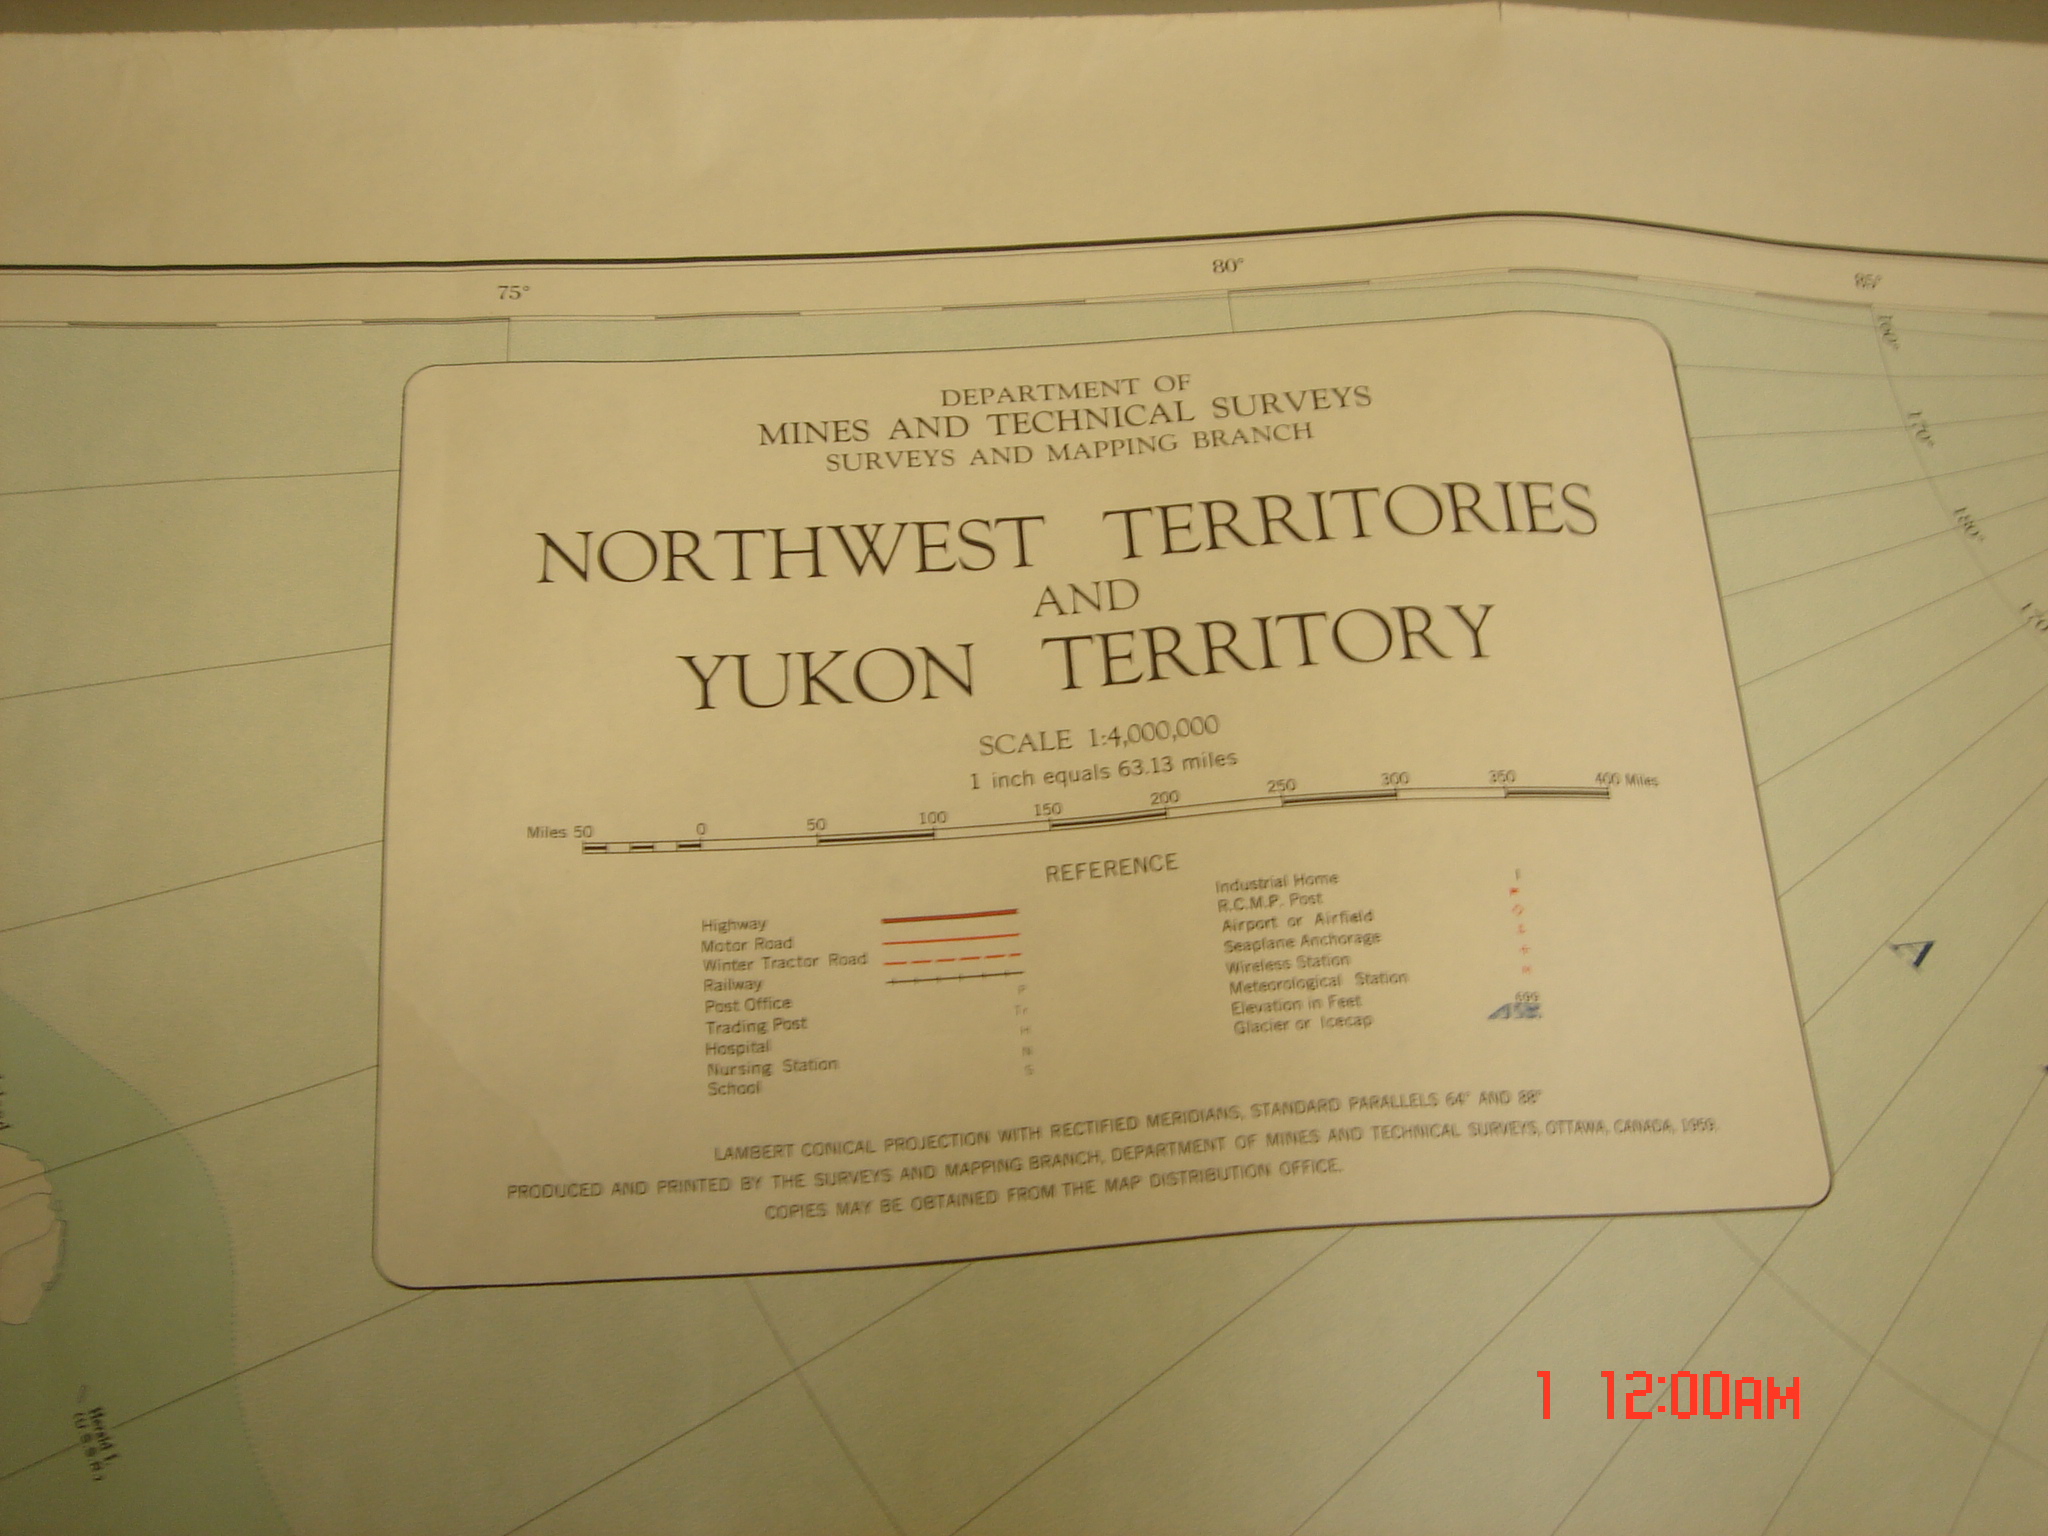 75°
80°
85°
160°
170°
180°
170
DEPARTMENT OF
MINES AND TECHNICAL SURVEYS
SURVEYS AND MAPPING BRANCH
NORTHWEST TERRITORIES
AND
YUKON TERRITORY
SCALE 1:4,000,000
1 inch equals 63.13 miles
Miles 50 0 50 100 150 200 250 300 350 400 Miles
REFERENCE
Highway
Motor Road
Winter Tractor Road
Railway
Post Office P
Trading Post Tr
Hospital H
Nursing Station N
School S
Industrial Home I
R.C.M.P. Post
Airport or Airfield
Seaplane Anchorage
Wireless Station
Meteorological Station
Elevation in Feet
Glacier or Icecap
LAMBERT CONICAL PROJECTION WITH RECTIFIED MERIDIANS, STANDARD PARALLELS 64° AND 88°
PRODUCED AND PRINTED BY THE SURVEYS AND MAPPING BRANCH, DEPARTMENT OF MINES AND TECHNICAL SURVEYS, OTTAWA, CANADA, 1959.
COPIES MAY BE OBTAINED FROM THE MAP DISTRIBUTION OFFICE.
A
Herald I.
(U.S.S.R.)
1 12:00AM